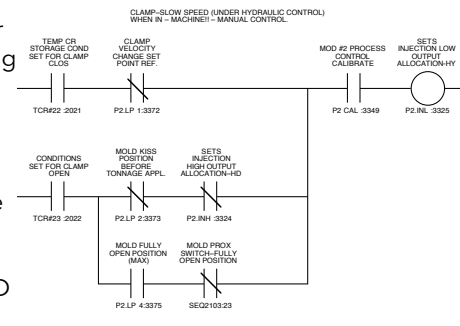 CLAMP–SLOW SPEED (UNDER HYDRAULIC CONTROL)
WHEN IN – MACHINE!! – MANUAL CONTROL.
TEMP CR
STORAGE COND
SET FOR CLAMP
CLOS
CLAMP
VELOCITY
CHANGE SET
POINT REF.
MOD #2 PROCESS
CONTROL
CALIBRATE
SETS
INJECTION LOW
OUTPUT
ALLOCATION-HY
TCR#22 :2021
P2.LP 1:3372
P2 CAL :3349
P2.INL :3325
CONDITIONS
SET FOR CLAMP
OPEN
MOLD KISS
POSITION
BEFORE
TONNAGE APPL.
SETS
INJECTION
HIGH OUTPUT
ALLOCATION–HD
TCR#23 :2022
P2.LP 2:3373
P2.INH :3324
MOLD FULLY
OPEN POSITION
(MAX)
MOLD PROX
SWITCH–FULLY
OPEN POSITION
P2.LP 4:3375
SEQ2103:23